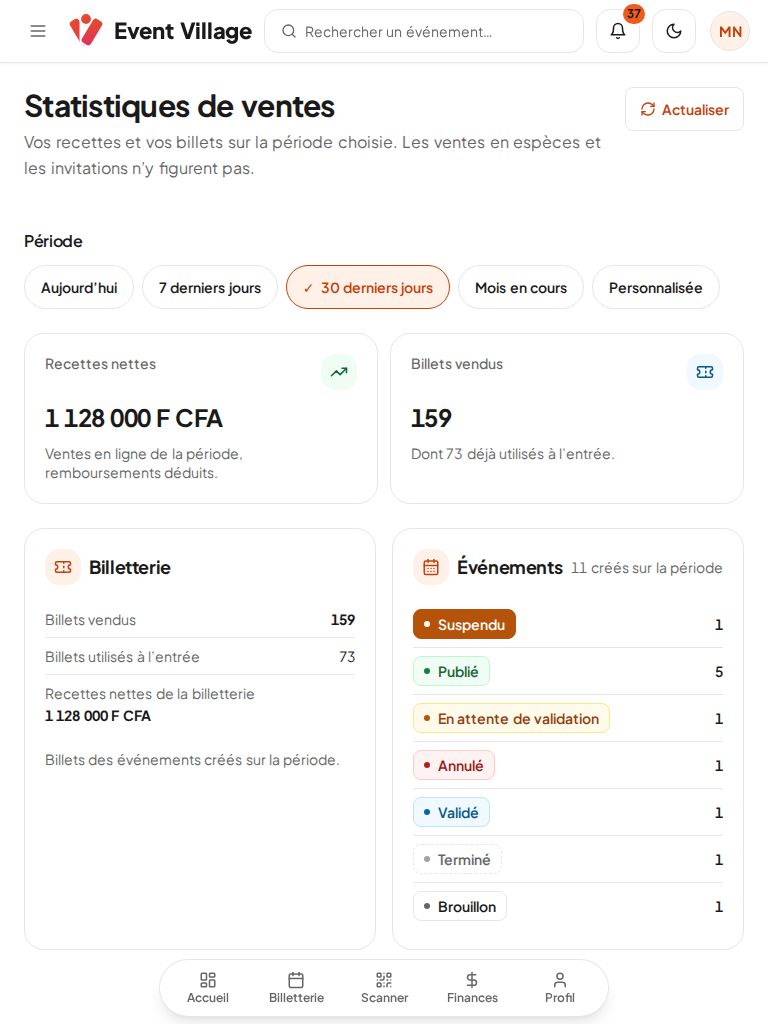 Event Village
Rechercher un événement...
37
MN
Statistiques de ventes
Actualiser
Vos recettes et vos billets sur la période choisie. Les ventes en espèces et
les invitations n'y figurent pas.
Période
Aujourd'hui
7 derniers jours
✓ 30 derniers jours
Mois en cours
Personnalisée
Recettes nettes
1 128 000 F CFA
Ventes en ligne de la période,
remboursements déduits.
Billets vendus
159
Dont 73 déjà utilisés à l'entrée.
Billetterie
Billets vendus 159
Billets utilisés à l'entrée 73
Recettes nettes de la billetterie
1 128 000 F CFA
Billets des événements créés sur la période.
Événements 11 créés sur la période
Suspendu 1
Publié 5
En attente de validation 1
Annulé 1
Validé 1
Terminé 1
Brouillon 1
Accueil
Billetterie
Scanner
Finances
Profil